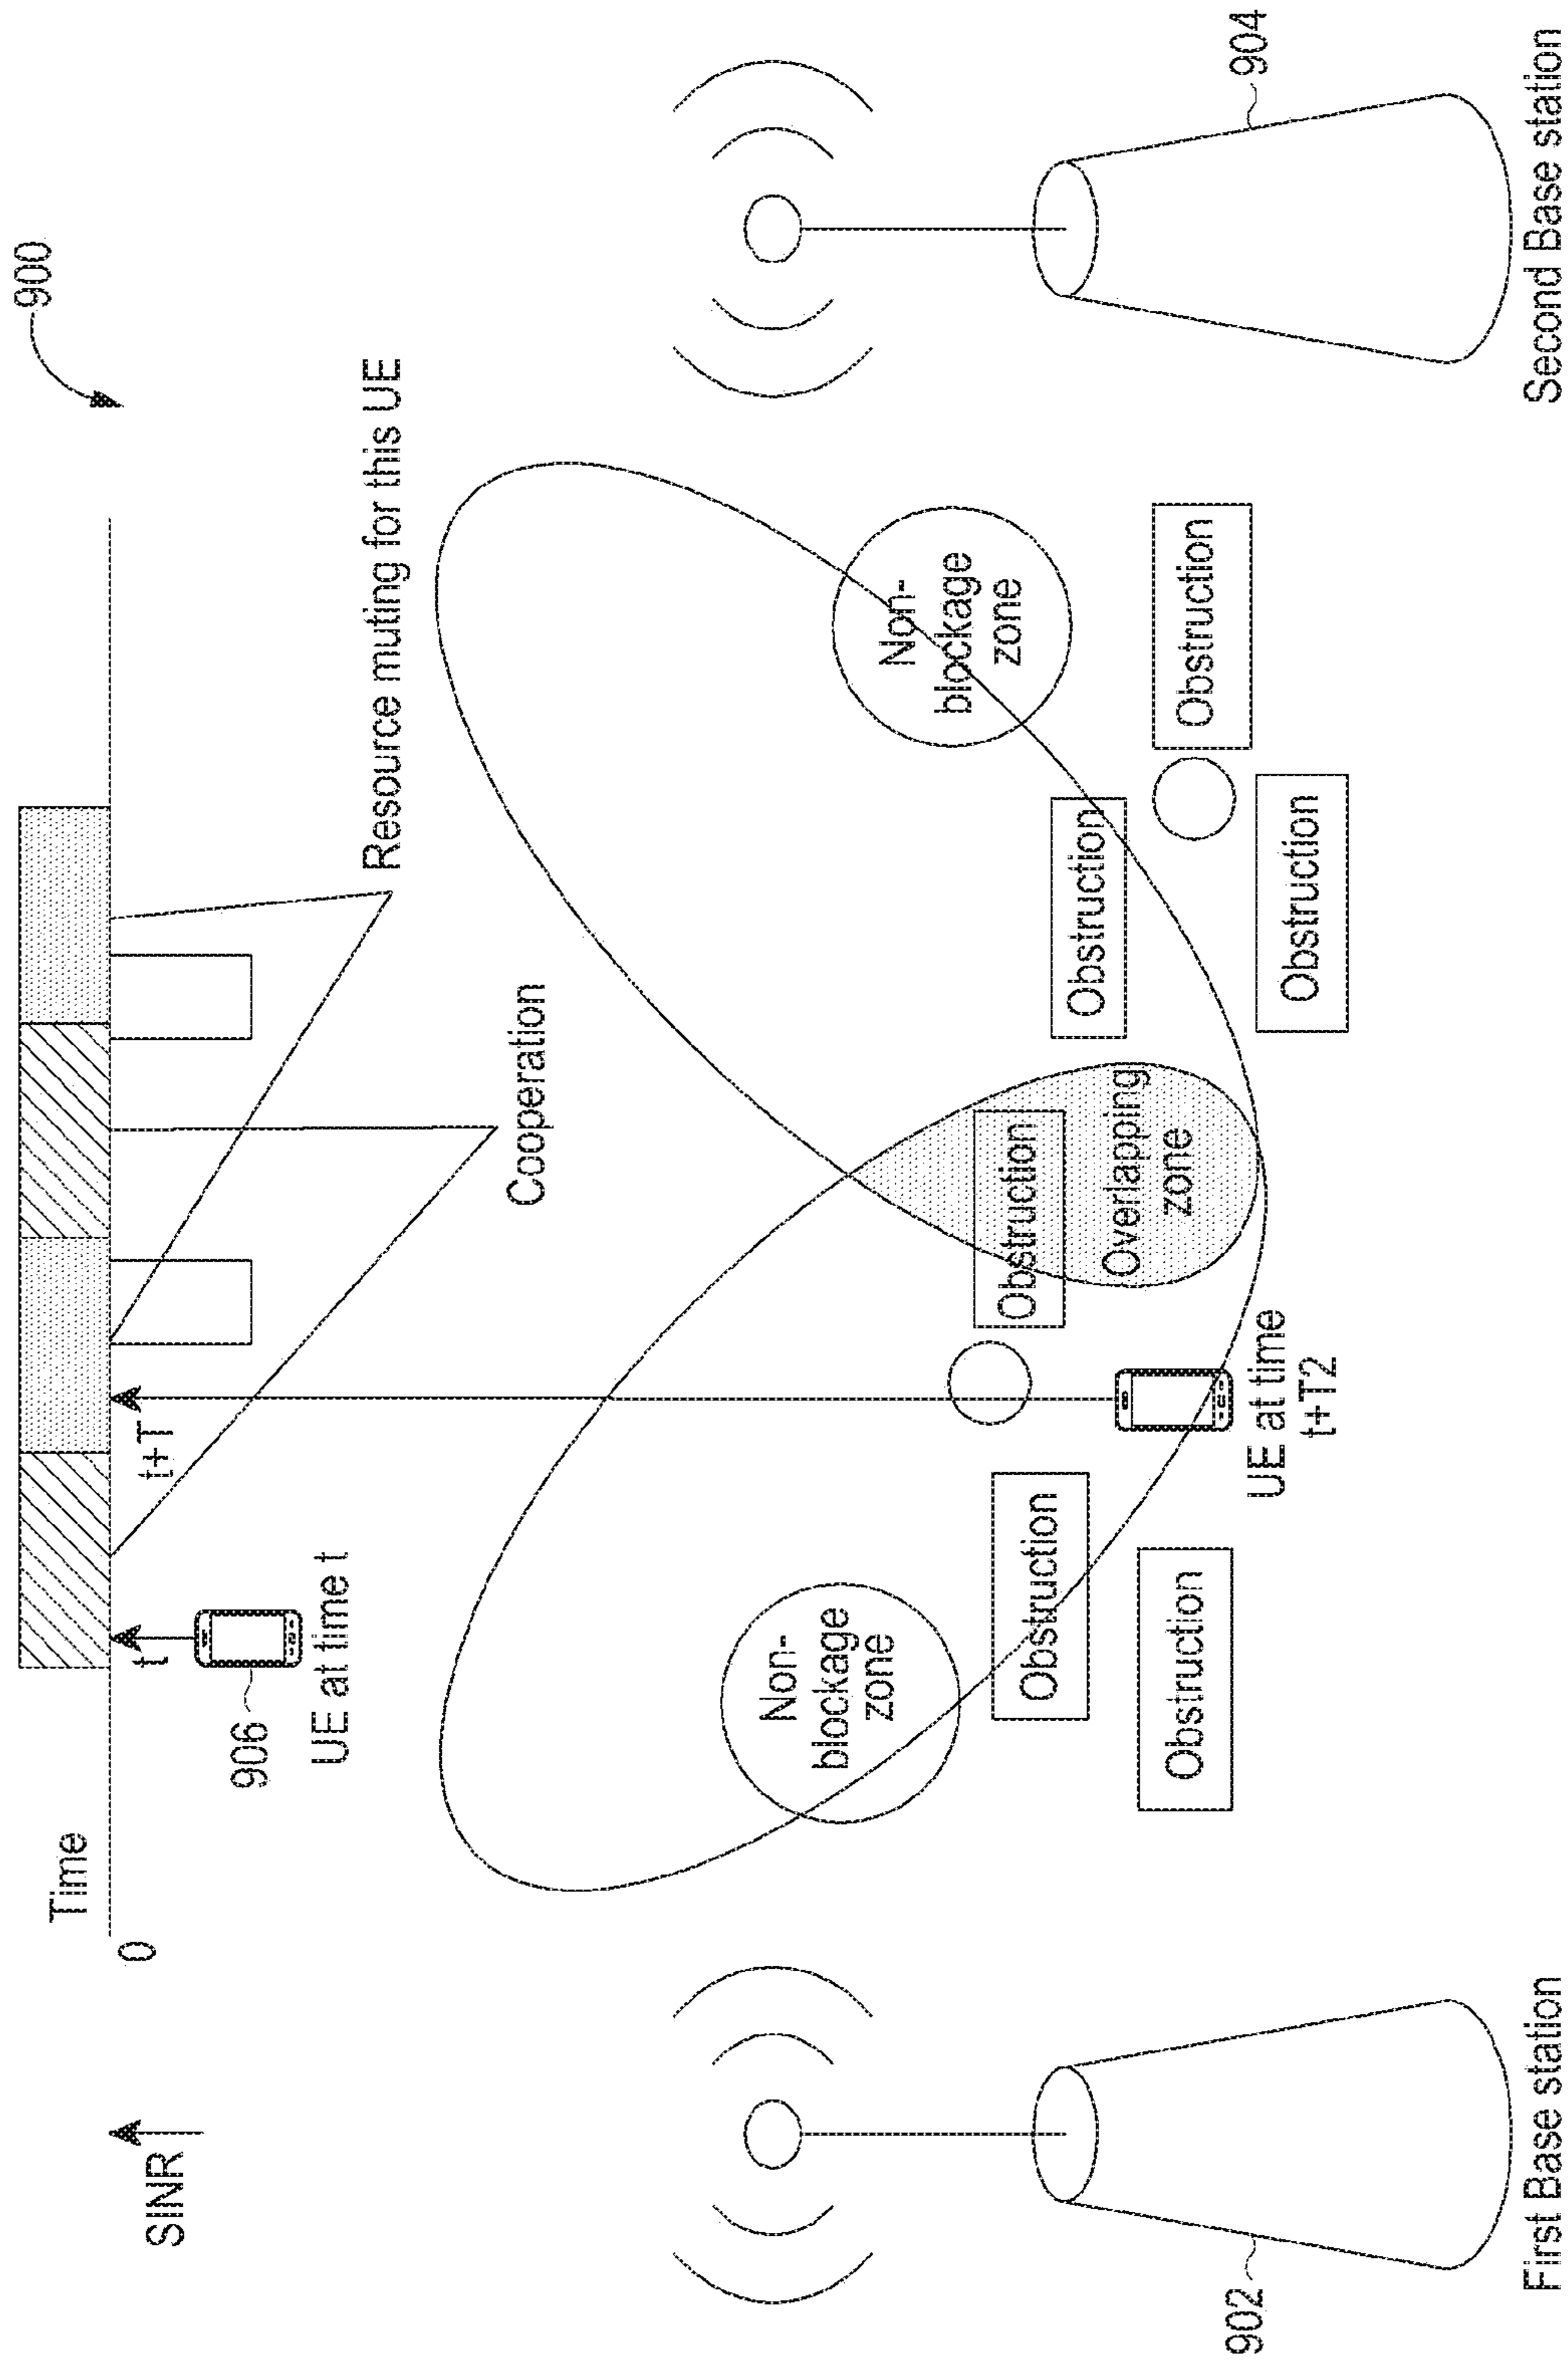 900
Time
0
SINR
t
t+T
906
UE at time t
Resource muting for this UE
Cooperation
Non-
blockage
zone
Non-
blockage
zone
Obstruction
Obstruction
Obstruction
Obstruction
Obstruction
Obstruction
Overlapping
zone
UE at time
t+T2
902
904
First Base station
Second Base station